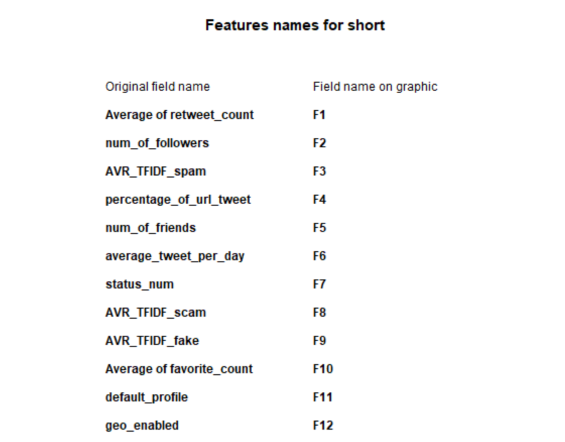 Features names for short
Original field name Field name on graphic
Average of retweet_count F1
num_of_followers F2
AVR_TFIDF_spam F3
percentage_of_url_tweet F4
num_of_friends F5
average_tweet_per_day F6
status_num F7
AVR_TFIDF_scam F8
AVR_TFIDF_fake F9
Average of favorite_count F10
default_profile F11
geo_enabled F12